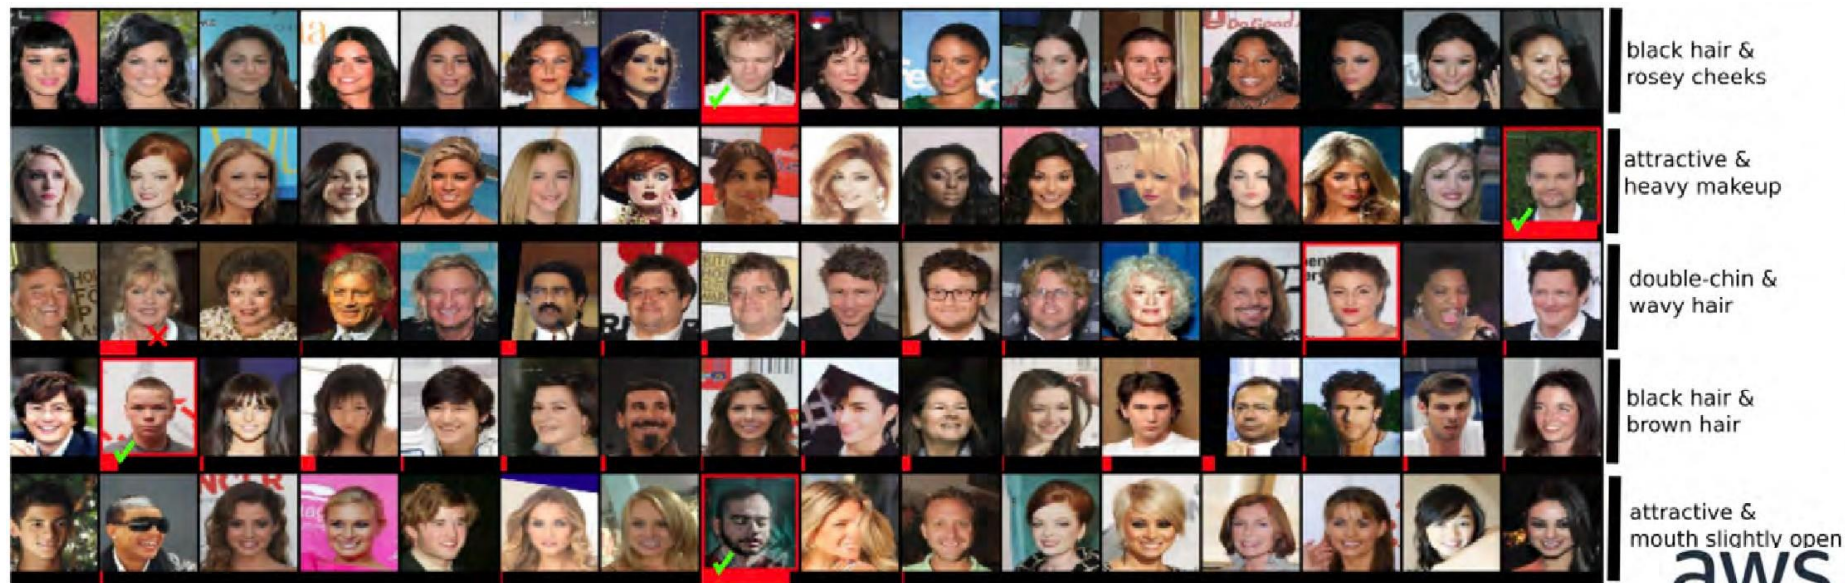 black hair &
rosey cheeks
attractive &
heavy makeup
double-chin &
wavy hair
black hair &
brown hair
attractive &
mouth slightly open
aws